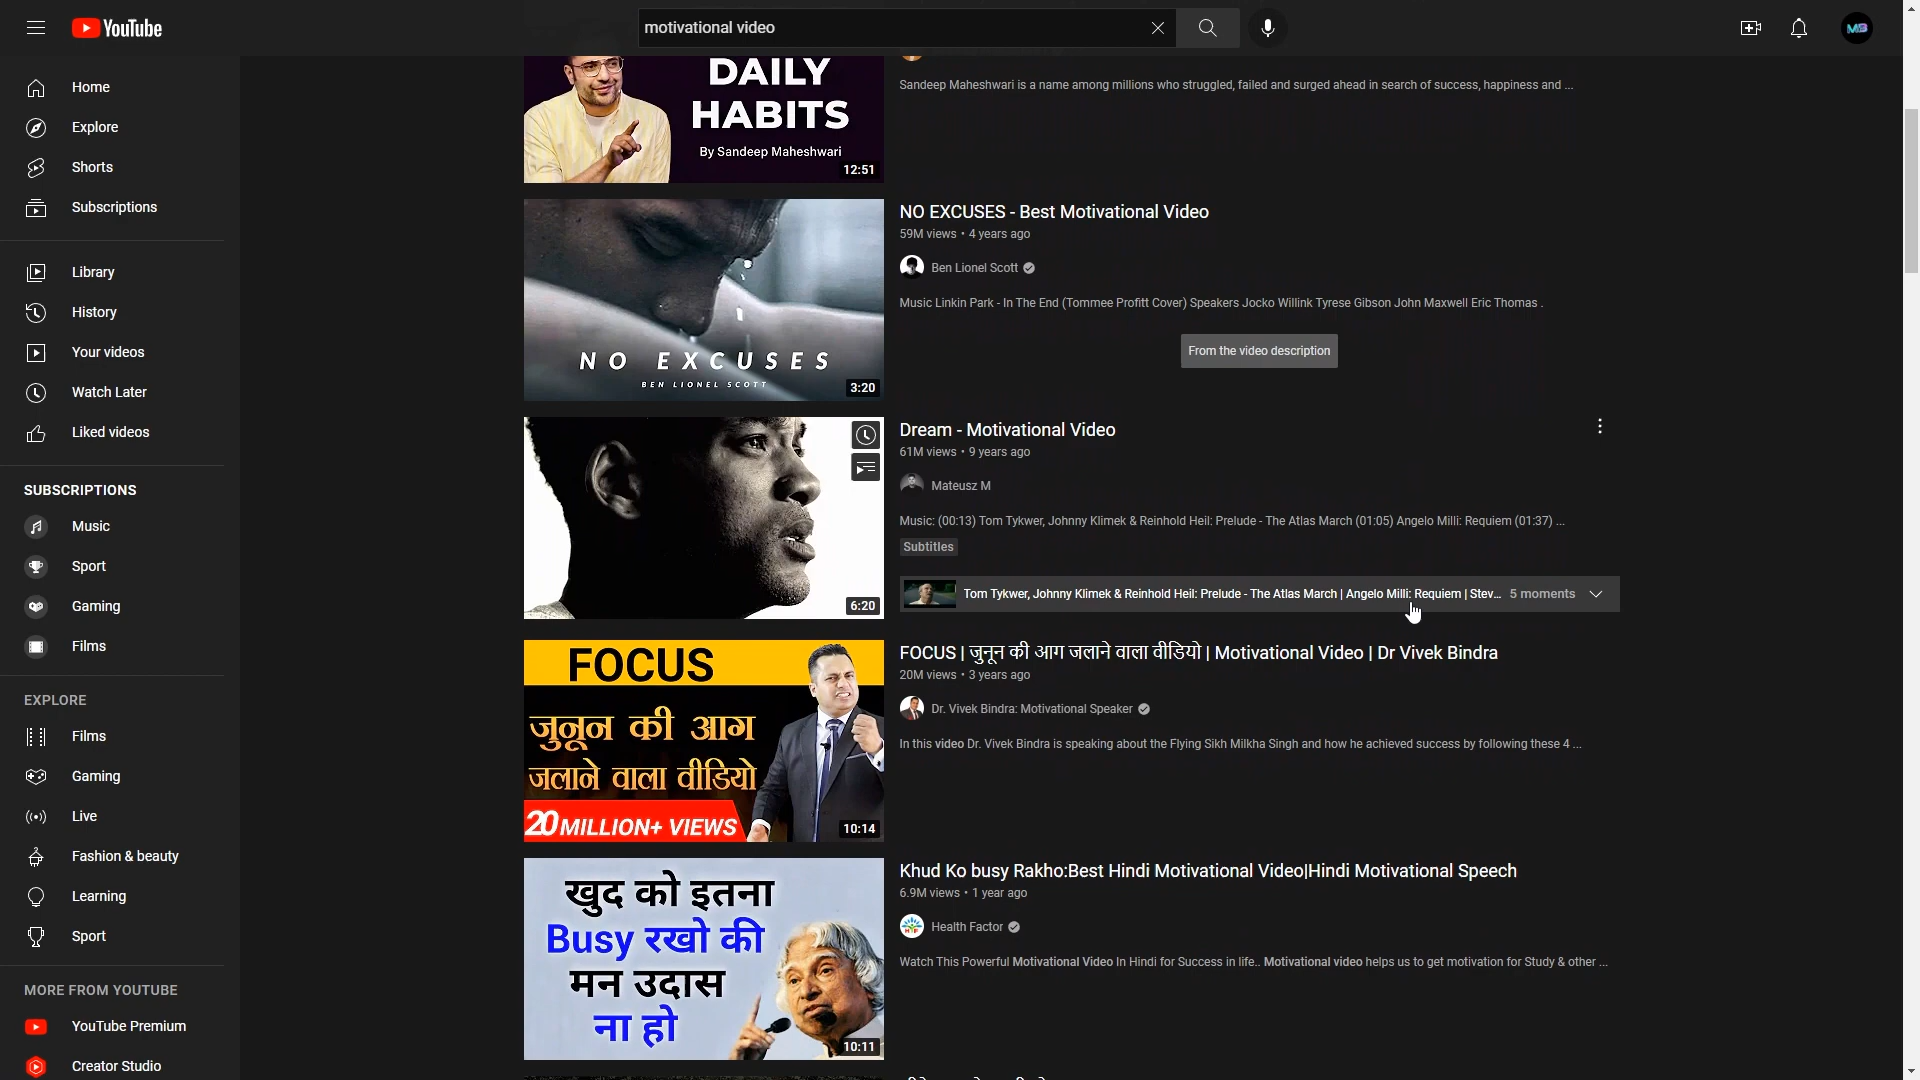 YouTube
motivational video
MB
Home
Explore
Shorts
Subscriptions
Library
History
Your videos
Watch Later
Liked videos
SUBSCRIPTIONS
Music
Sport
Gaming
Films
EXPLORE
Films
Gaming
Live
Fashion & beauty
Learning
Sport
MORE FROM YOUTUBE
YouTube Premium
Creator Studio
DAILY
HABITS
By Sandeep Maheshwari
12:51
Sandeep Maheshwari is a name among millions who struggled, failed and surged ahead in search of success, happiness and ...
NO EXCUSES
BEN LIONEL SCOTT
3:20
NO EXCUSES - Best Motivational Video
59M views • 4 years ago
Ben Lionel Scott
Music Linkin Park - In The End (Tommee Profitt Cover) Speakers Jocko Willink Tyrese Gibson John Maxwell Eric Thomas .
From the video description
6:20
Dream - Motivational Video
61M views • 9 years ago
Mateusz M
Music: (00:13) Tom Tykwer, Johnny Klimek & Reinhold Heil: Prelude - The Atlas March (01:05) Angelo Milli: Requiem (01:37) ...
Subtitles
Tom Tykwer, Johnny Klimek & Reinhold Heil: Prelude - The Atlas March | Angelo Milli: Requiem | Stev... 5 moments
FOCUS
जुनून की आग
जलाने वाला वीडियो
20 MILLION+ VIEWS
10:14
FOCUS | जुनून की आग जलाने वाला वीडियो | Motivational Video | Dr Vivek Bindra
20M views • 3 years ago
Dr. Vivek Bindra: Motivational Speaker
In this video Dr. Vivek Bindra is speaking about the Flying Sikh Milkha Singh and how he achieved success by following these 4 ...
खुद को इतना
Busy रखो की
मन उदास
ना हो
10:11
Khud Ko busy Rakho:Best Hindi Motivational Video|Hindi Motivational Speech
6.9M views • 1 year ago
Health Factor
Watch This Powerful Motivational Video In Hindi for Success in life.. Motivational video helps us to get motivation for Study & other ...